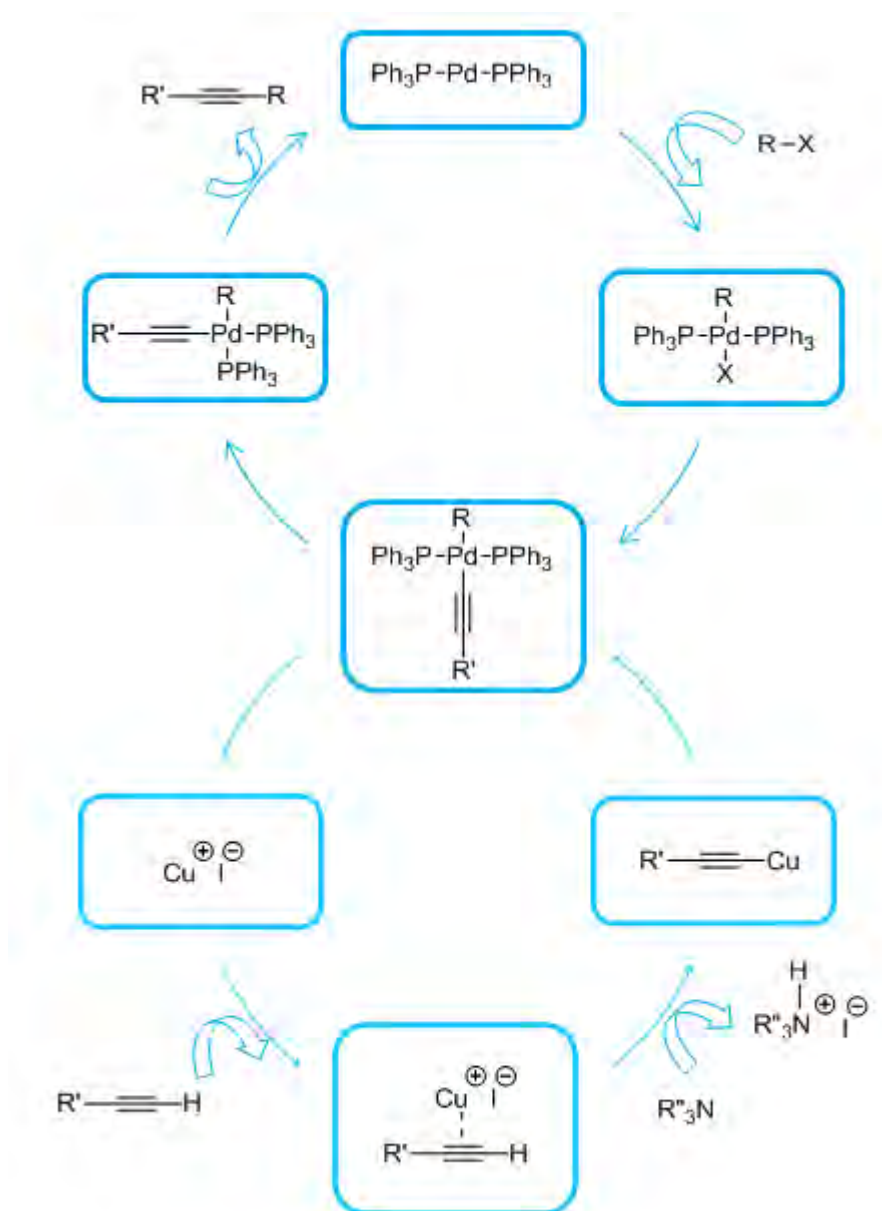 Ph₃P-Pd-PPh₃
R' R
R-X
R
R' Pd-PPh₃
PPh₃
R
Ph₃P-Pd-PPh₃
X
R
Ph₃P-Pd-PPh₃
R'
Cu⊕ I⊖
R' Cu
H
R"₃N⊕ I⊖
R' H
Cu⊕ I⊖
R' H
R"₃N